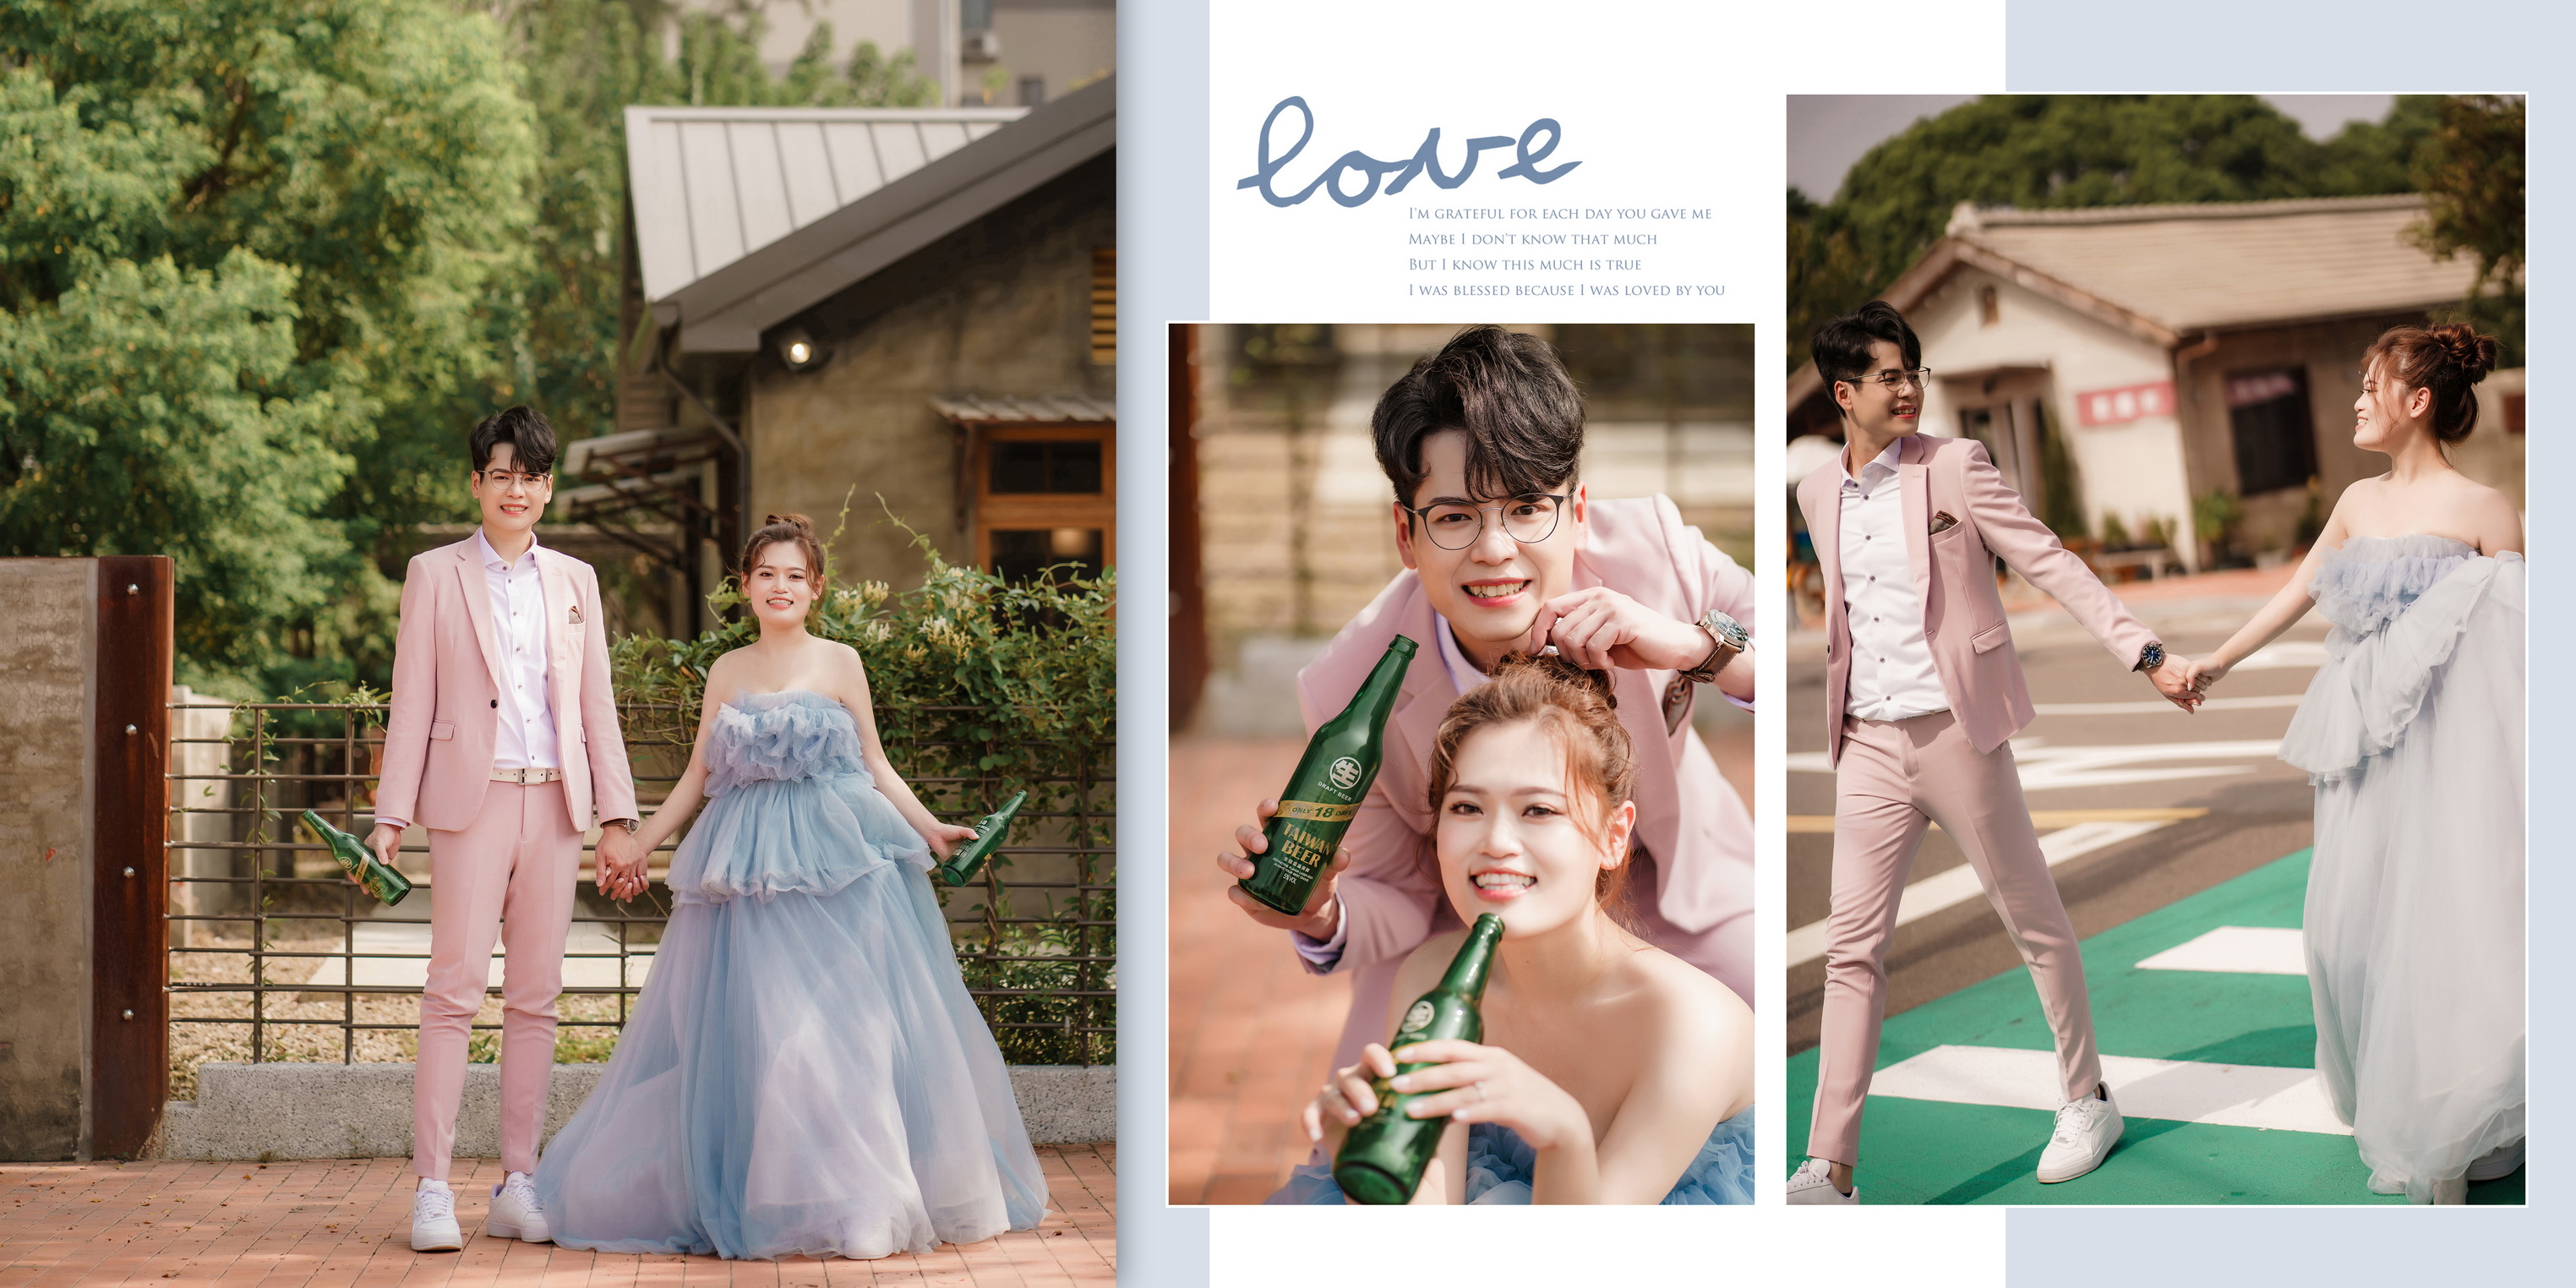 love
I'M GRATEFUL FOR EACH DAY YOU GAVE ME
MAYBE I DON'T KNOW THAT MUCH
BUT I KNOW THIS MUCH IS TRUE
I WAS BLESSED BECAUSE I WAS LOVED BY YOU
生
DRAFT BEER
ONLY 18 DAYS
TAIWAN
BEER